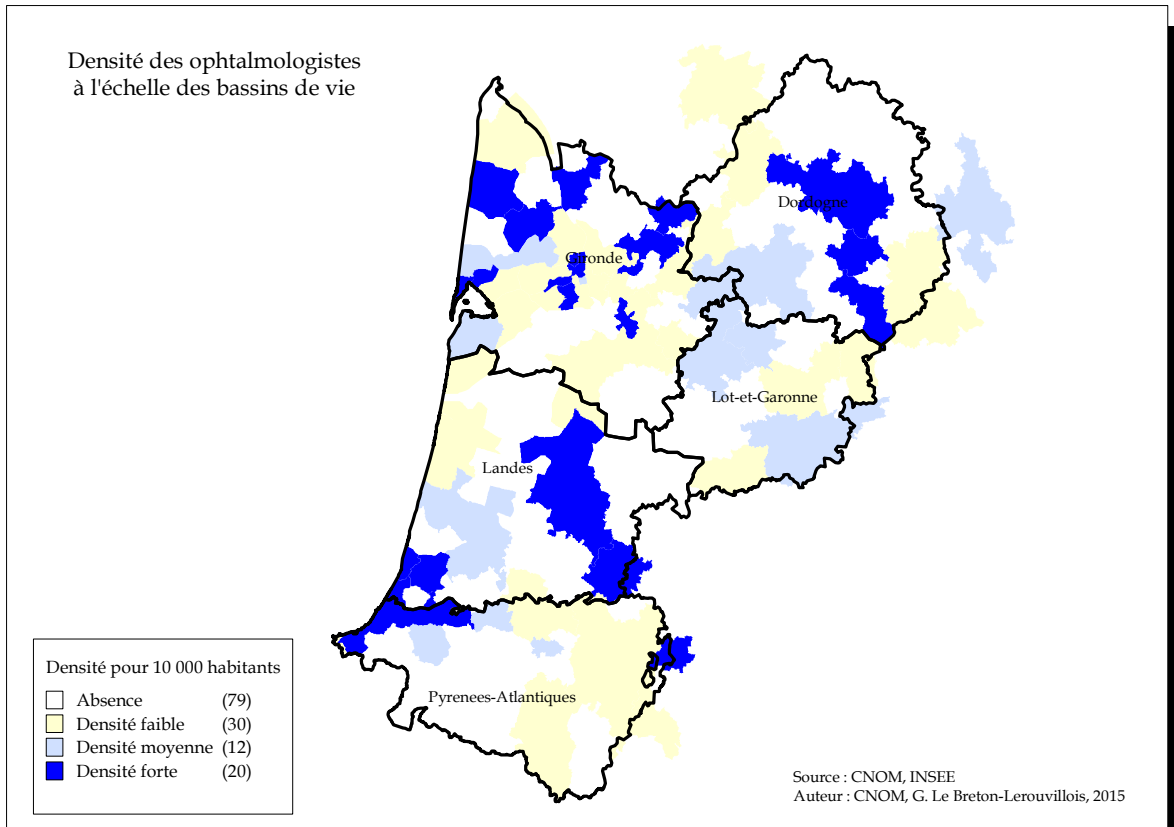 Densité des ophtalmologistes
à l'échelle des bassins de vie
Dordogne
Gironde
Lot-et-Garonne
Landes
Pyrenees-Atlantiques
Densité pour 10 000 habitants
Absence (79)
Densité faible (30)
Densité moyenne (12)
Densité forte (20)
Source : CNOM, INSEE
Auteur : CNOM, G. Le Breton-Lerouvillois, 2015